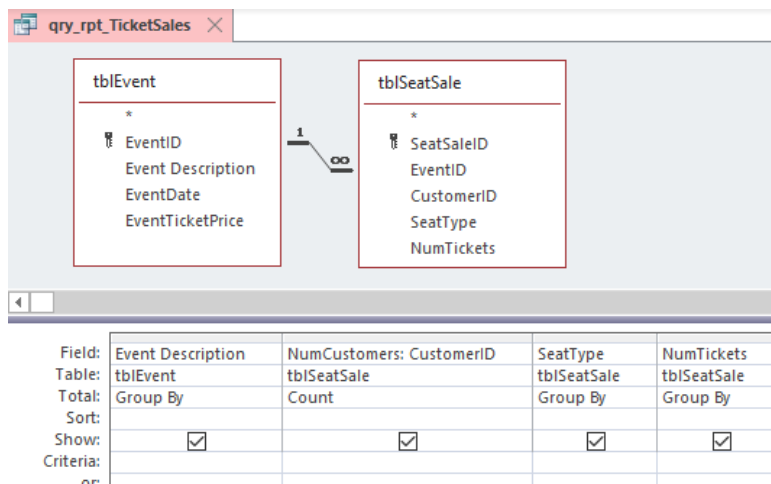 qry_rpt_TicketSales
tblEvent
*
EventID
Event Description
EventDate
EventTicketPrice
1
∞
tblSeatSale
*
SeatSaleID
EventID
CustomerID
SeatType
NumTickets
Field: Event Description NumCustomers: CustomerID SeatType NumTickets
Table: tblEvent tblSeatSale tblSeatSale tblSeatSale
Total: Group By Count Group By Group By
Sort:
Show:
Criteria:
or: